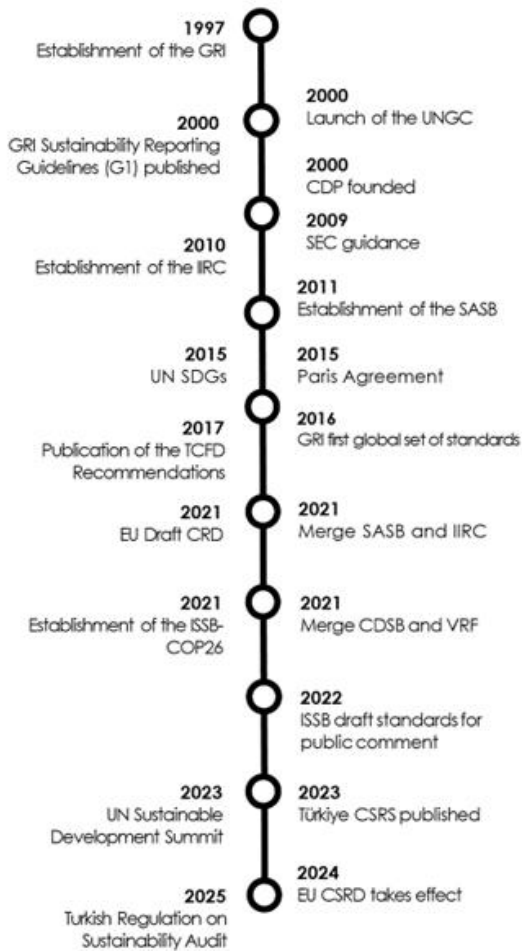 1997
Establishment of the GRI
2000
Launch of the UNGC
2000
GRI Sustainability Reporting
Guidelines (G1) published
2000
CDP founded
2009
SEC guidance
2010
Establishment of the IIRC
2011
Establishment of the SASB
2015
UN SDGs
2015
Paris Agreement
2016
GRI first global set of standards
2017
Publication of the TCFD
Recommendations
2021
EU Draft CRD
2021
Merge SASB and IIRC
2021
Establishment of the ISSB-
COP26
2021
Merge CDSB and VRF
2022
ISSB draft standards for
public comment
2023
UN Sustainable
Development Summit
2023
Türkiye CSRS published
2024
EU CSRD takes effect
2025
Turkish Regulation on
Sustainability Audit